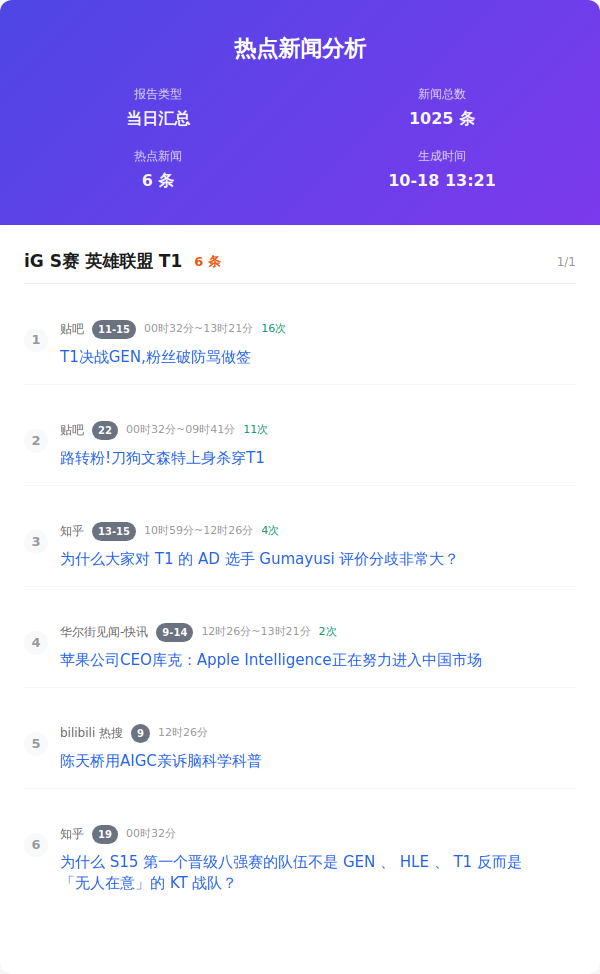 热点新闻分析
报告类型
新闻总数
当日汇总
1025 条
热点新闻
生成时间
6 条
10-18 13:21
iG S赛 英雄联盟 T1 6 条 1/1
1
贴吧 11-15 00时32分~13时21分 16次
T1决战GEN,粉丝破防骂做签
2
贴吧 22 00时32分~09时41分 11次
路转粉!刀狗文森特上身杀穿T1
3
知乎 13-15 10时59分~12时26分 4次
为什么大家对 T1 的 AD 选手 Gumayusi 评价分歧非常大？
4
华尔街见闻-快讯 9-14 12时26分~13时21分 2次
苹果公司CEO库克：Apple Intelligence正在努力进入中国市场
5
bilibili 热搜 9 12时26分
陈天桥用AIGC亲诉脑科学科普
6
知乎 19 00时32分
为什么 S15 第一个晋级八强赛的队伍不是 GEN 、 HLE 、 T1 反而是
「无人在意」的 KT 战队？